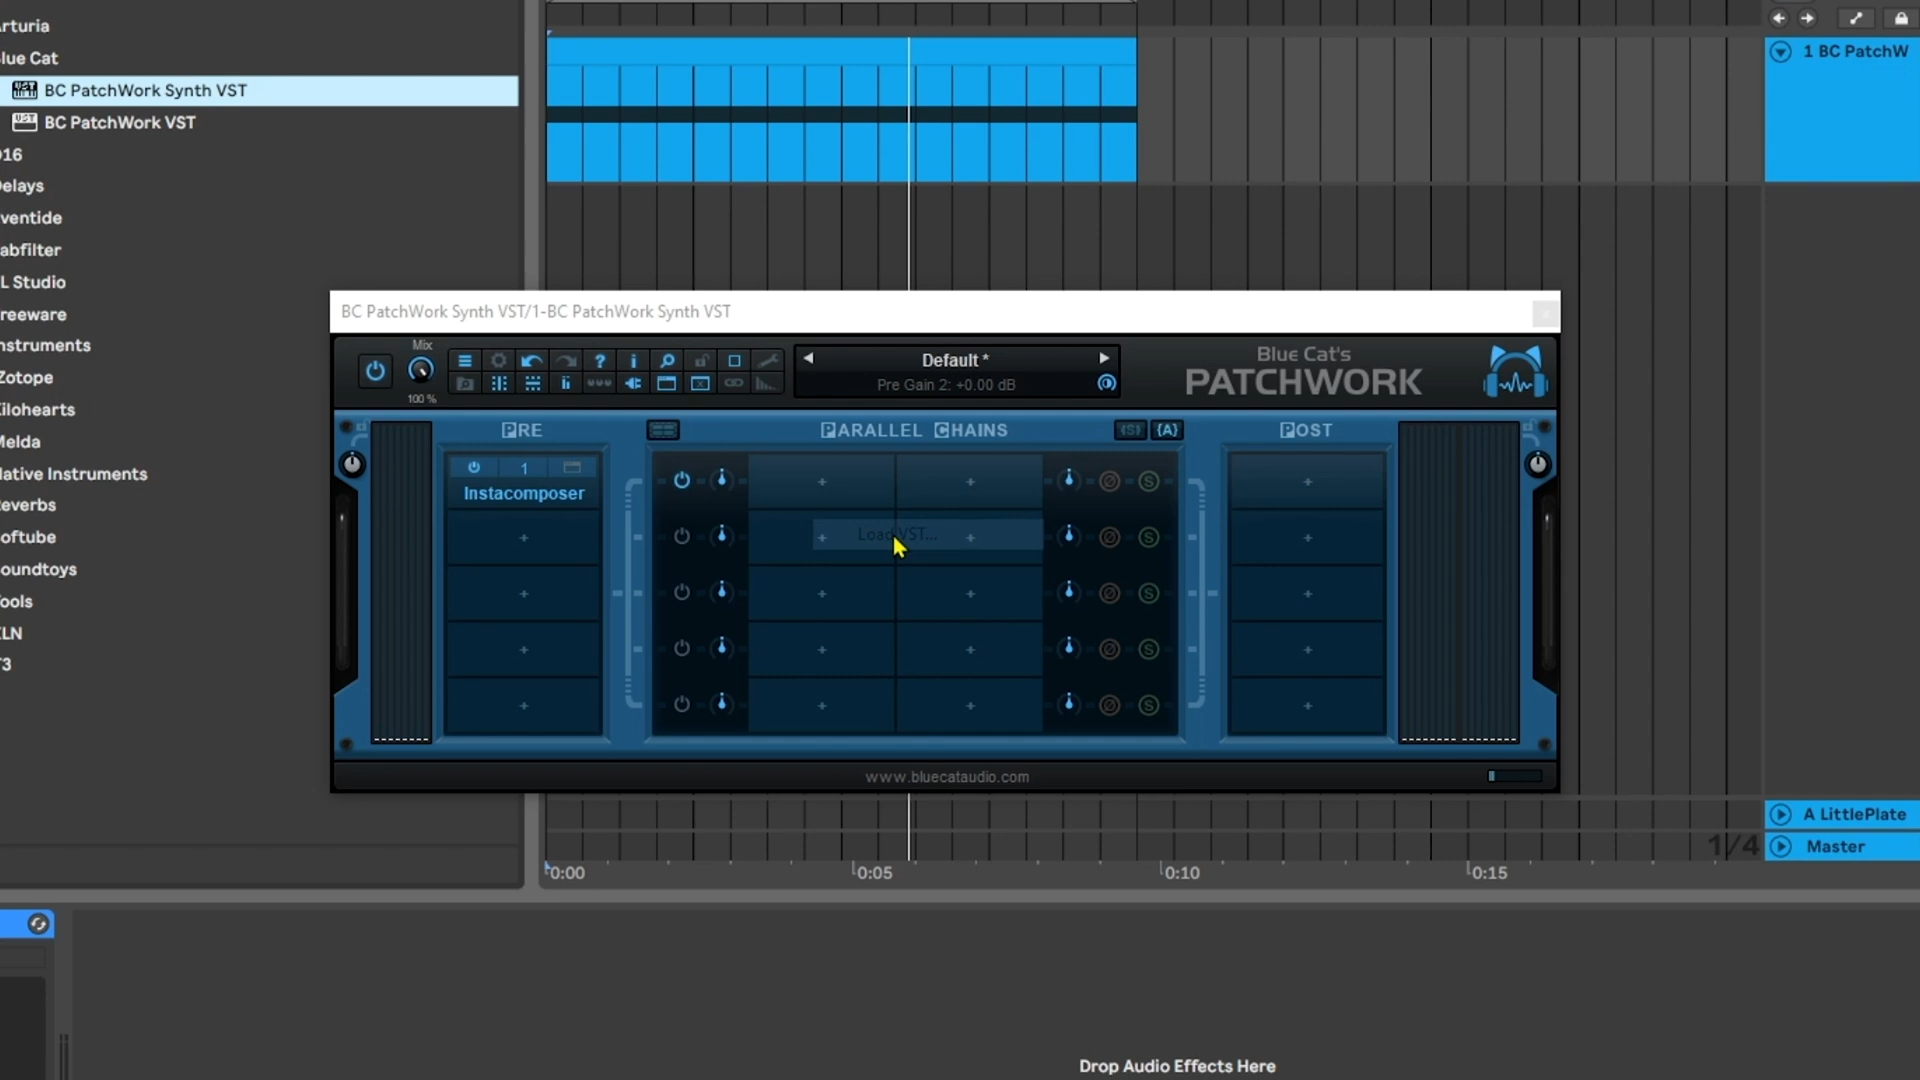 rturia
lue Cat
BC PatchWork Synth VST
BC PatchWork VST
16
elays
ventide
abfilter
L Studio
reeware
nstruments
Zotope
ilohearts
Melda
ative Instruments
everbs
oftube
oundtoys
ools
LN
3
1 BC PatchW
BC PatchWork Synth VST/1-BC PatchWork Synth VST
Mix
100 %
Default *
Pre Gain 2: +0.00 dB
Blue Cat's
PATCHWORK
PRE
PARALLEL CHAINS
(S)
(A)
POST
1
Instacomposer
Load VST...
www.bluecataudio.com
A LittlePlate
1/4
Master
0:00
0:05
0:10
0:15
Drop Audio Effects Here